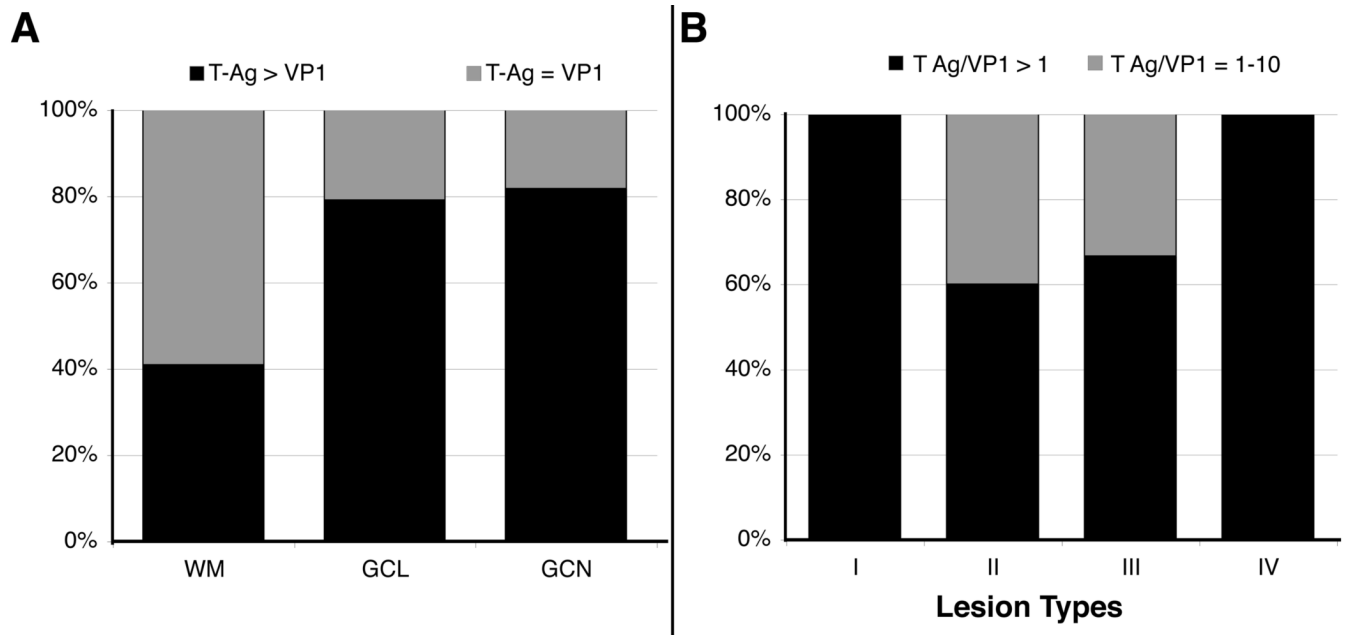 A
T-Ag > VP1 T-Ag = VP1
100%
80%
60%
40%
20%
0%
WM GCL GCN
B
T Ag/VP1 > 1 T Ag/VP1 = 1-10
100%
80%
60%
40%
20%
0%
I II III IV
Lesion Types